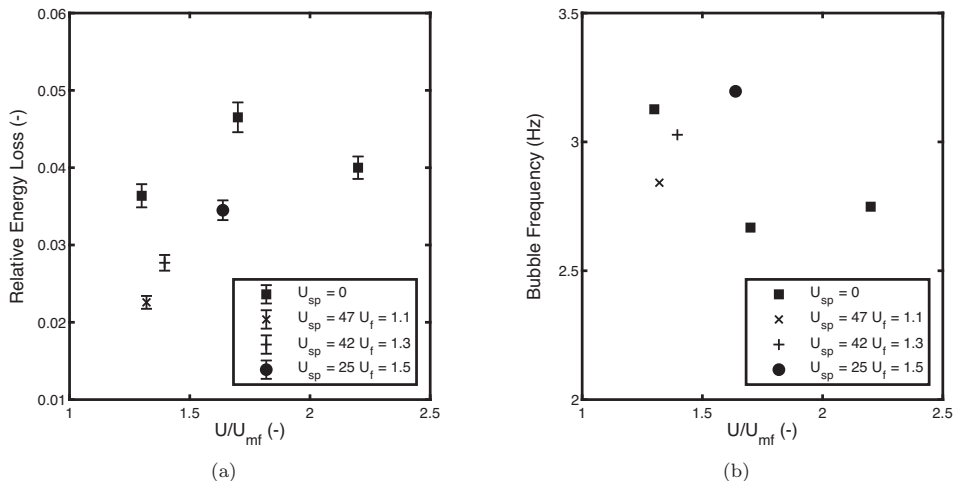 0.06
0.05
0.04
0.03
0.02
0.01
Relative Energy Loss (-)
1
1.5
2
2.5
U/U_mf (-)
U_sp = 0
U_sp = 47 U_f = 1.1
U_sp = 42 U_f = 1.3
U_sp = 25 U_f = 1.5
(a)
3.5
3
2.5
2
Bubble Frequency (Hz)
1
1.5
2
2.5
U/U_mf (-)
U_sp = 0
U_sp = 47 U_f = 1.1
U_sp = 42 U_f = 1.3
U_sp = 25 U_f = 1.5
(b)